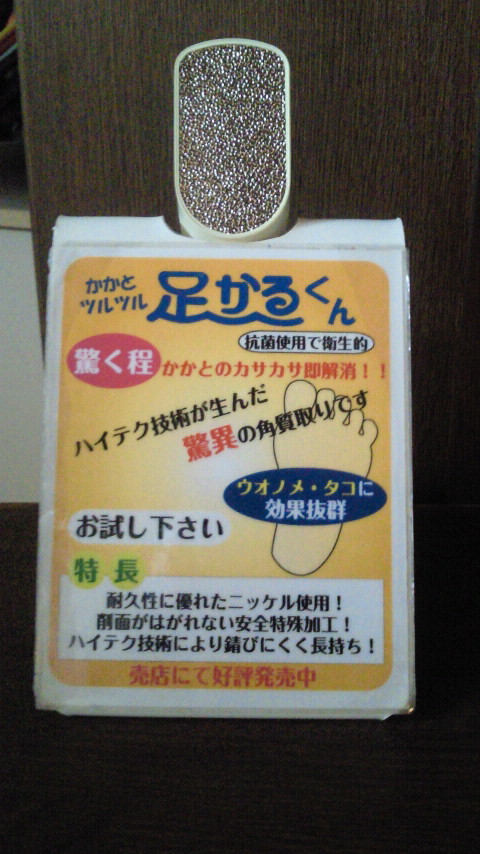 かかと
ツルツル
足かるくん
抗菌使用で衛生的
驚く程
かかとのカサカサ即解消！！
ハイテク技術が生んだ
驚異の角質取りです
ウオノメ・タコに
効果抜群
お試し下さい
特長
耐久性に優れたニッケル使用！
削面がはがれない安全特殊加工！
ハイテク技術により錆びにくく長持ち！
売店にて好評発売中